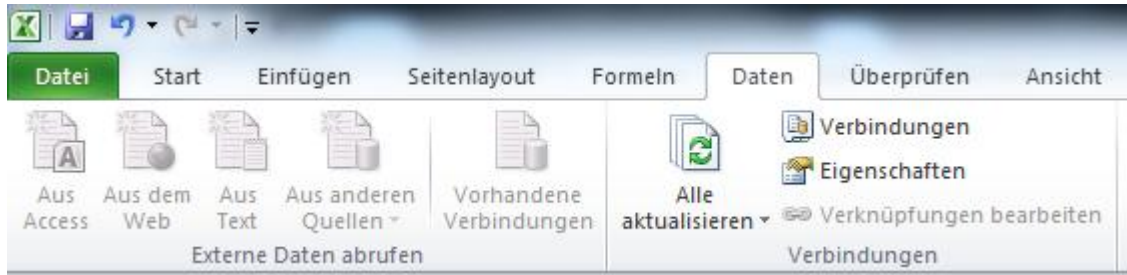 Datei Start Einfügen Seitenlayout Formeln Daten Überprüfen Ansicht
Aus Access
Aus dem Web
Aus Text
Aus anderen Quellen
Vorhandene Verbindungen
Externe Daten abrufen
Alle aktualisieren
Verbindungen
Eigenschaften
Verknüpfungen bearbeiten
Verbindungen